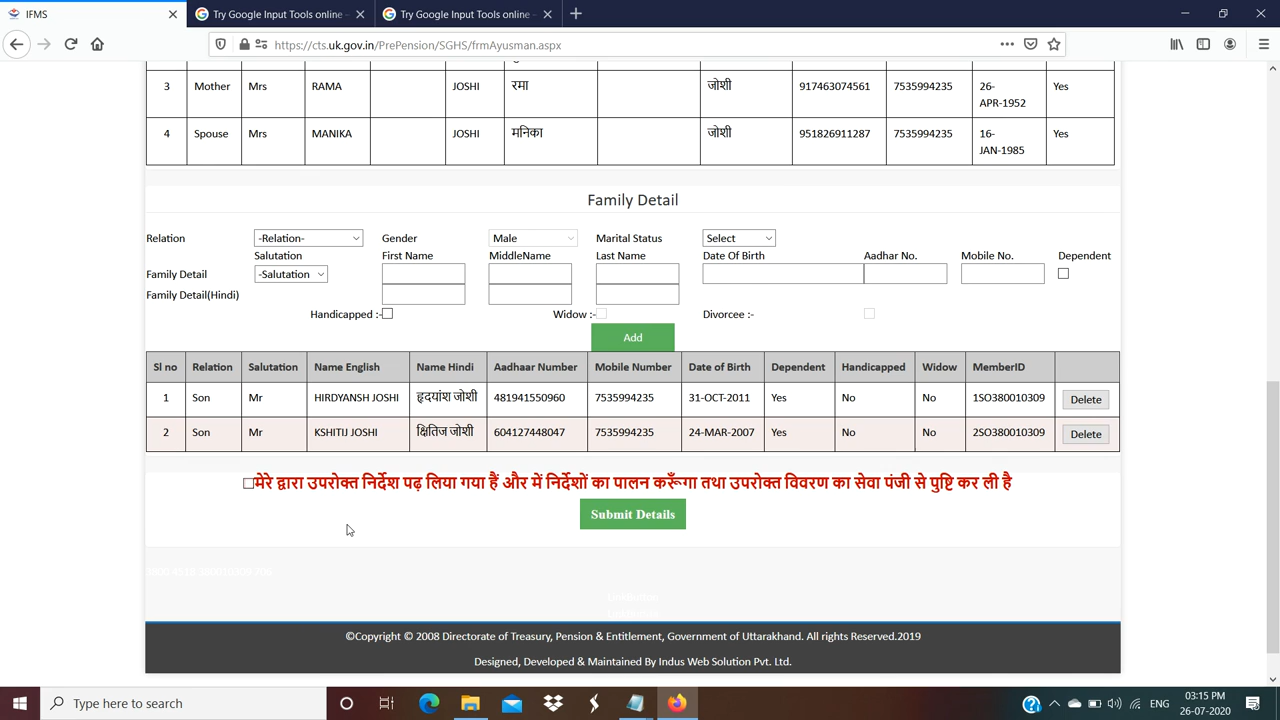 IFMS
Try Google Input Tools online –
Try Google Input Tools online –
https://cts.uk.gov.in/PrePension/SGHS/frmAyusman.aspx
3 Mother Mrs RAMA JOSHI रमा जोशी 917463074561 7535994235 26-APR-1952 Yes
4 Spouse Mrs MANIKA JOSHI मनिका जोशी 951826911287 7535994235 16-JAN-1985 Yes
Family Detail
Relation -Relation- Gender Male Marital Status Select
Salutation First Name MiddleName Last Name Date Of Birth Aadhar No. Mobile No. Dependent
Family Detail -Salutation
Family Detail(Hindi)
Handicapped :- Widow :- Divorcee :-
Add
Sl no Relation Salutation Name English Name Hindi Aadhaar Number Mobile Number Date of Birth Dependent Handicapped Widow MemberID
1 Son Mr HIRDYANSH JOSHI हृदयांश जोशी 481941550960 7535994235 31-OCT-2011 Yes No No 1SO380010309 Delete
2 Son Mr KSHITIJ JOSHI क्षितिज जोशी 604127448047 7535994235 24-MAR-2007 Yes No No 2SO380010309 Delete
मेरे द्वारा उपरोक्त निर्देश पढ़ लिया गया हैं और में निर्देशों का पालन करूँगा तथा उपरोक्त विवरण का सेवा पंजी से पुष्टि कर ली है
Submit Details
©Copyright © 2008 Directorate of Treasury, Pension & Entitlement, Government of Uttarakhand. All rights Reserved.2019
Designed, Developed & Maintained By Indus Web Solution Pvt. Ltd.
Type here to search
ENG
03:15 PM
26-07-2020